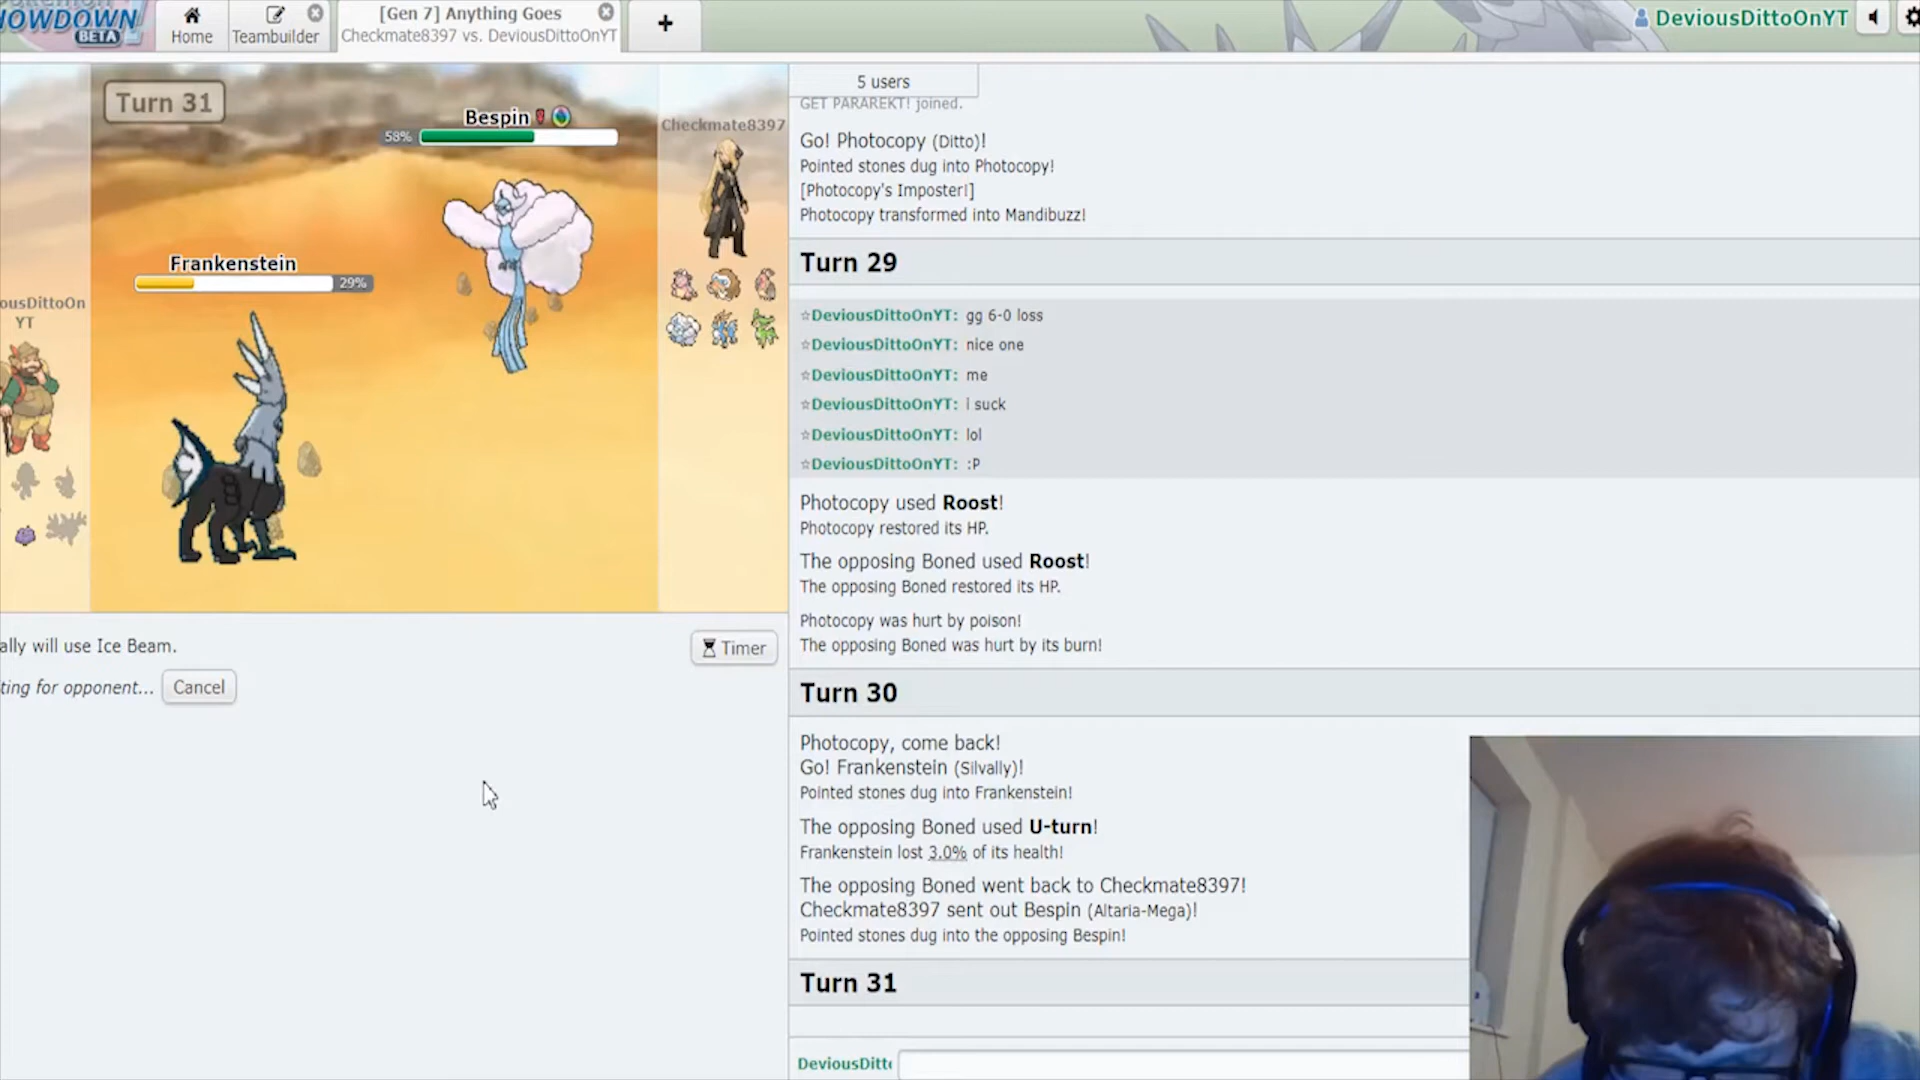 HOWDOWN
BETA
Home
Teambuilder
[Gen 7] Anything Goes
Checkmate8397 vs. DeviousDittoOnYT
+
DeviousDittoOnYT
Turn 31
Bespin
58%
Checkmate8397
Frankenstein
29%
ousDittoOn
YT
ally will use Ice Beam.
Timer
ting for opponent...
Cancel
5 users
GET PARAREKT! joined.
Go! Photocopy (Ditto)!
Pointed stones dug into Photocopy!
[Photocopy's Imposter!]
Photocopy transformed into Mandibuzz!
Turn 29
☆DeviousDittoOnYT: gg 6-0 loss
☆DeviousDittoOnYT: nice one
☆DeviousDittoOnYT: me
☆DeviousDittoOnYT: i suck
☆DeviousDittoOnYT: lol
☆DeviousDittoOnYT: :P
Photocopy used Roost!
Photocopy restored its HP.
The opposing Boned used Roost!
The opposing Boned restored its HP.
Photocopy was hurt by poison!
The opposing Boned was hurt by its burn!
Turn 30
Photocopy, come back!
Go! Frankenstein (Silvally)!
Pointed stones dug into Frankenstein!
The opposing Boned used U-turn!
Frankenstein lost 3.0% of its health!
The opposing Boned went back to Checkmate8397!
Checkmate8397 sent out Bespin (Altaria-Mega)!
Pointed stones dug into the opposing Bespin!
Turn 31
DeviousDitt